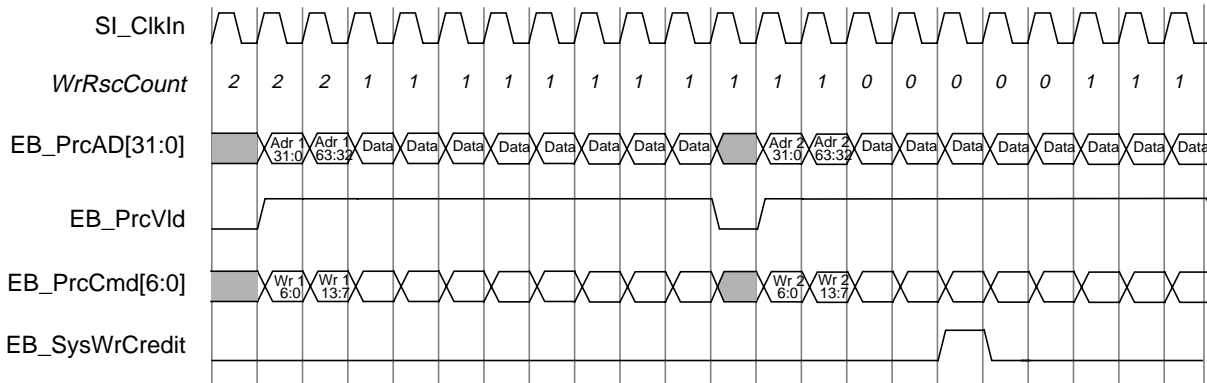 SI_ClkIn
WrRscCount 2 2 2 1 1 1 1 1 1 1 1 1 1 1 0 0 0 0 0 1 1 1
EB_PrcAD[31:0] Adr 1 31:0 Adr 1 63:32 Data Data Data Data Data Data Data Data Adr 2 31:0 Adr 2 63:32 Data Data Data Data Data Data Data Data
EB_PrcVld
EB_PrcCmd[6:0] Wr 1 6:0 Wr 1 13:7 Wr 2 6:0 Wr 2 13:7
EB_SysWrCredit